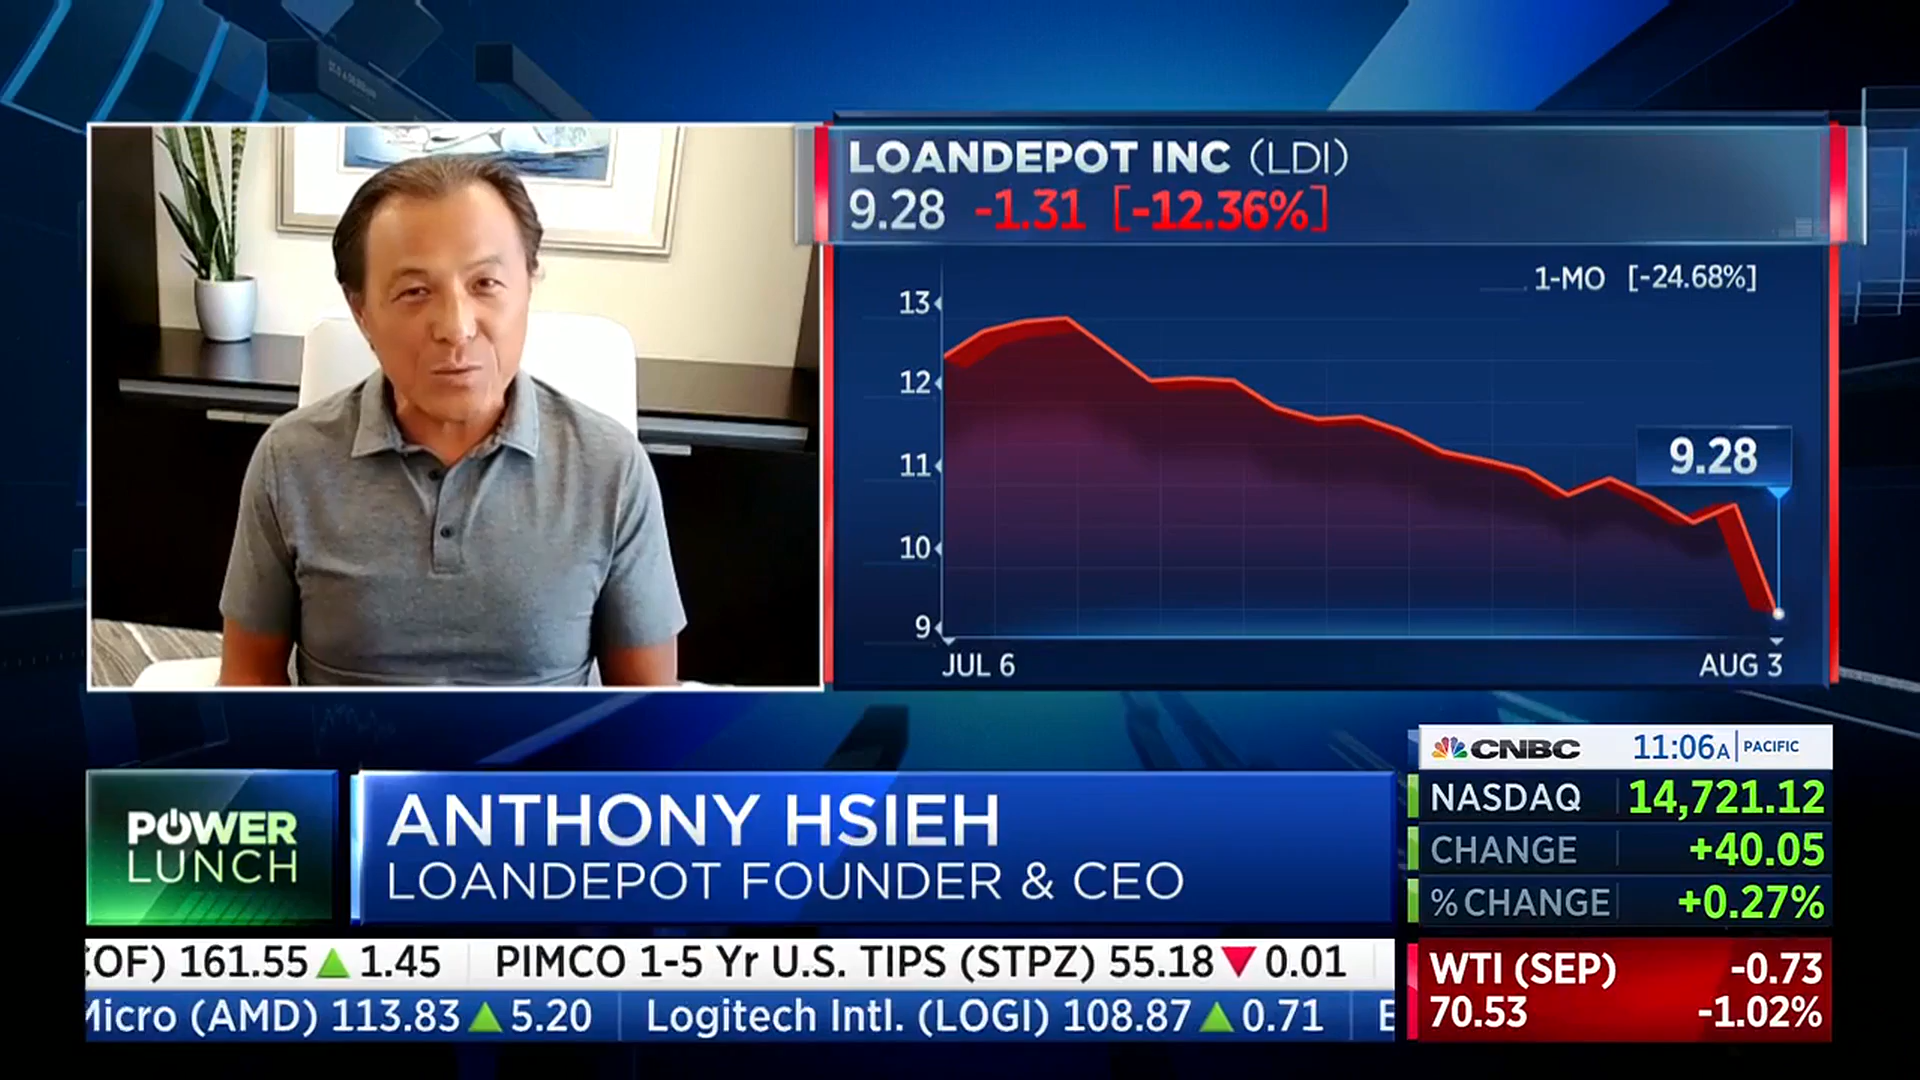 LOANDEPOT INC (LDI)
9.28 -1.31 [-12.36%]
1-MO [-24.68%]
13
12
11
10
9
9.28
JUL 6 AUG 3
CNBC 11:06A PACIFIC
NASDAQ 14,721.12
CHANGE +40.05
% CHANGE +0.27%
WTI (SEP) -0.73
70.53 -1.02%
POWER
LUNCH
ANTHONY HSIEH
LOANDEPOT FOUNDER & CEO
COF) 161.55 ▲ 1.45 PIMCO 1-5 Yr U.S. TIPS (STPZ) 55.18 ▼ 0.01
Micro (AMD) 113.83 ▲ 5.20 Logitech Intl. (LOGI) 108.87 ▲ 0.71 E